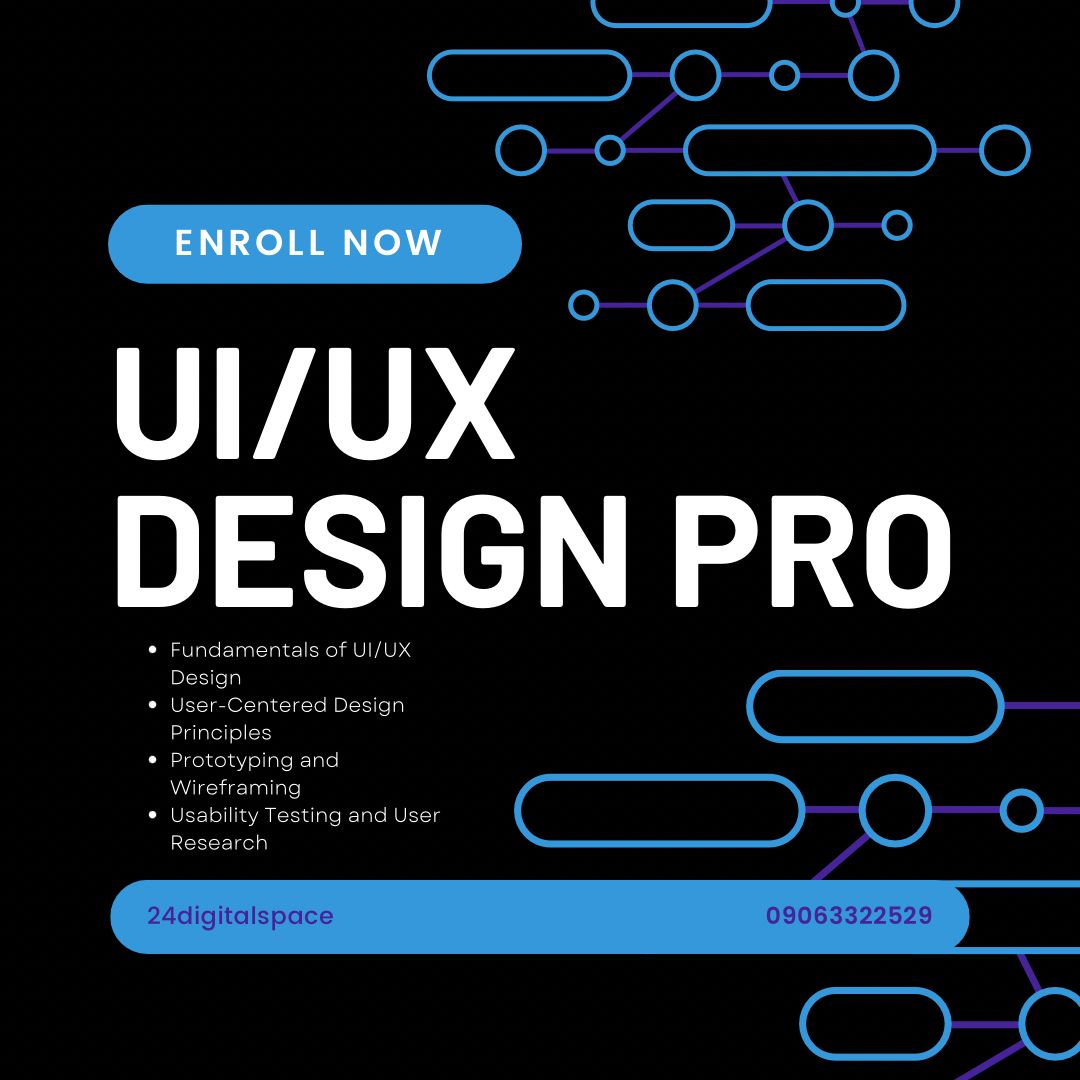 ENROLL NOW
UI/UX
DESIGN PRO
• Fundamentals of UI/UX
Design
• User-Centered Design
Principles
• Prototyping and
Wireframing
• Usability Testing and User
Research
24digitalspace 09063322529